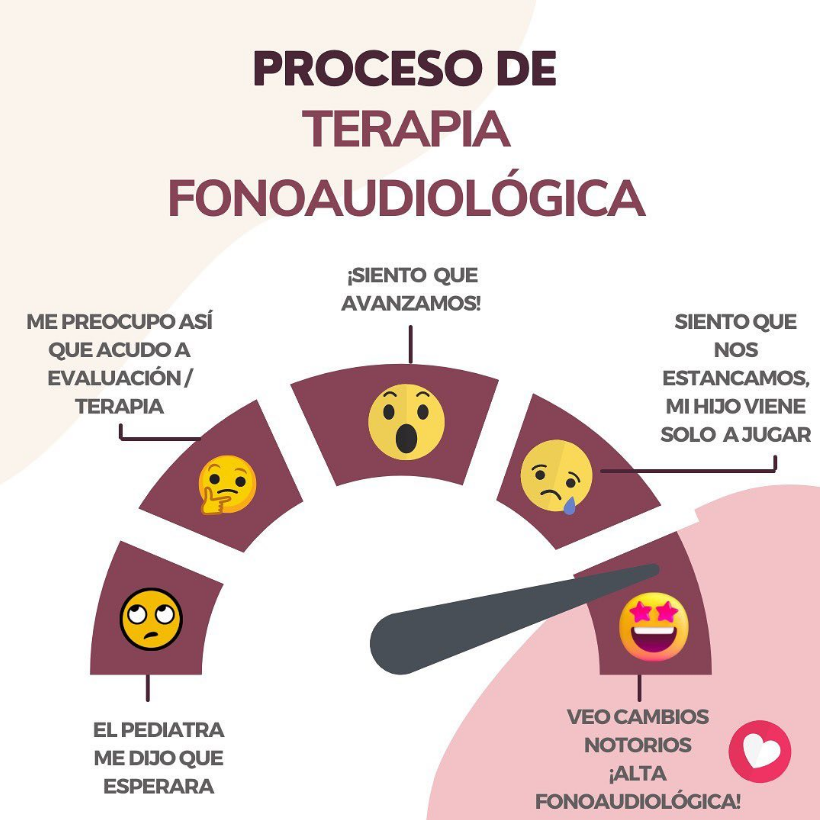 PROCESO DE
TERAPIA
FONOAUDIOLÓGICA
EL PEDIATRA
ME DIJO QUE
ESPERARA
ME PREOCUPO ASÍ
QUE ACUDO A
EVALUACIÓN /
TERAPIA
¡SIENTO QUE
AVANZAMOS!
SIENTO QUE
NOS
ESTANCAMOS,
MI HIJO VIENE
SOLO A JUGAR
VEO CAMBIOS
NOTORIOS
¡ALTA
FONOAUDIOLÓGICA!